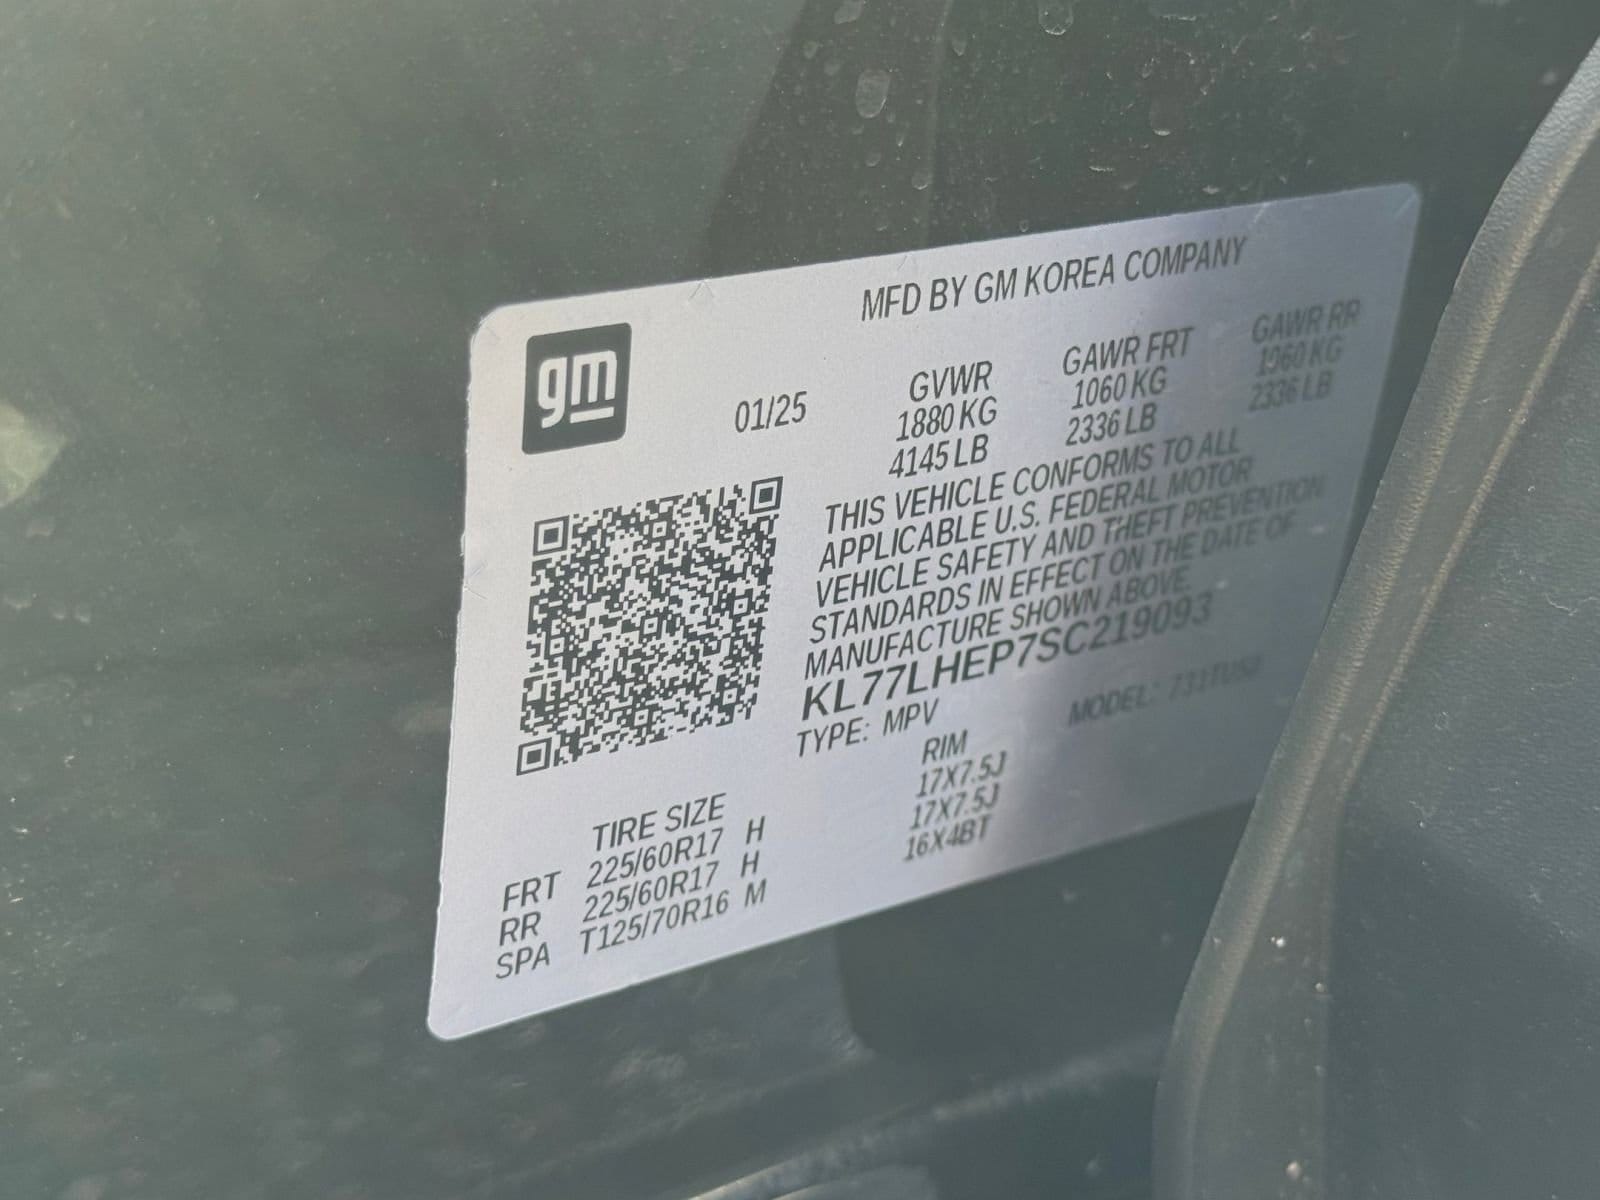 MFD BY GM KOREA COMPANY
gm
01/25
GVWR GAWR FRT GAWR RR
1880 KG 1060 KG 1060 KG
4145 LB 2336 LB 2336 LB
THIS VEHICLE CONFORMS TO ALL
APPLICABLE U.S. FEDERAL MOTOR
VEHICLE SAFETY AND THEFT PREVENTION
STANDARDS IN EFFECT ON THE DATE OF
MANUFACTURE SHOWN ABOVE.
KL77LHEP7SC219093
TYPE: MPV MODEL:
TIRE SIZE RIM
FRT 225/60R17 H 17X7.5J
RR 225/60R17 H 17X7.5J
SPA T125/70R16 M 16X4BT